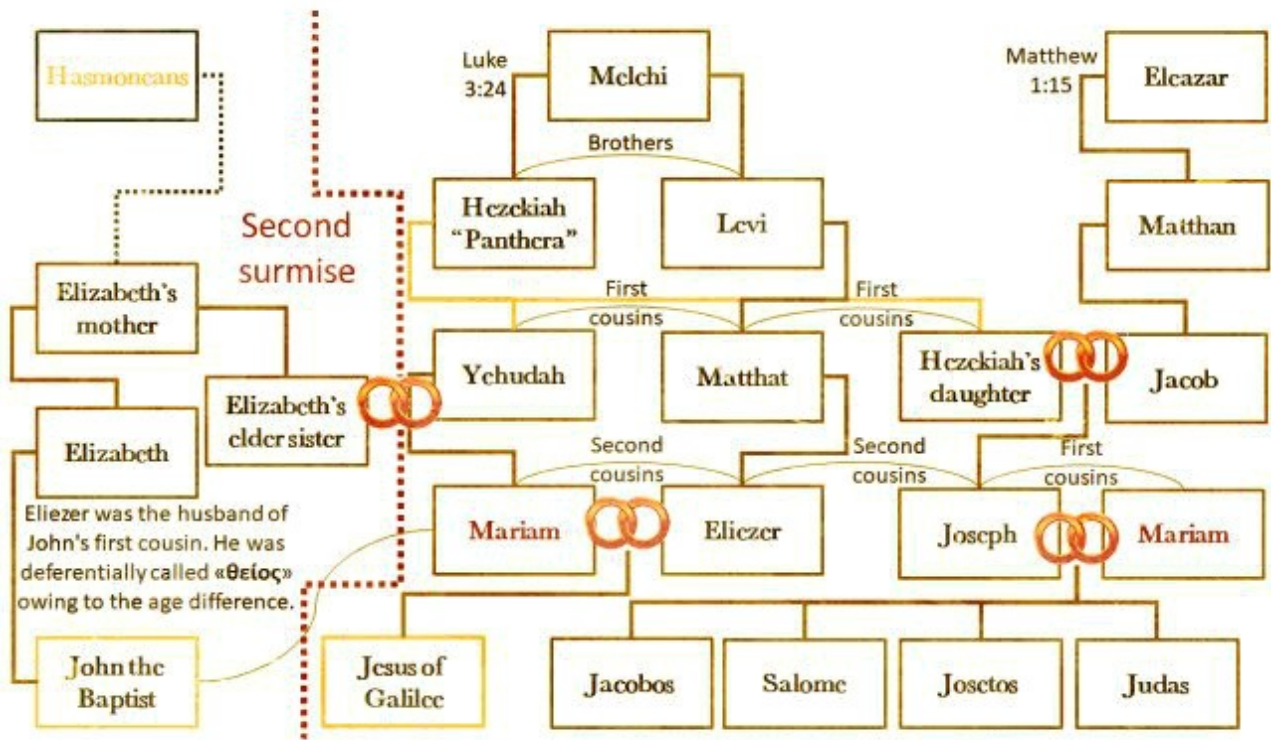 Hasmoneans
Luke
3:24
Melchi
Matthew
1:15
Eleazar
Brothers
Second
surmise
Hezekiah
“Panthera”
Levi
Matthan
Elizabeth's
mother
First
cousins
First
cousins
Elizabeth's
elder sister
Yehudah
Matthat
Hezekiah's
daughter
Jacob
Elizabeth
Second
cousins
Second
cousins
First
cousins
Eliezer was the husband of
John's first cousin. He was
deferentially called «θείος»
owing to the age difference.
Mariam
Eliezer
Joseph
Mariam
John the
Baptist
Jesus of
Galilee
Jacobos
Salome
Josetos
Judas